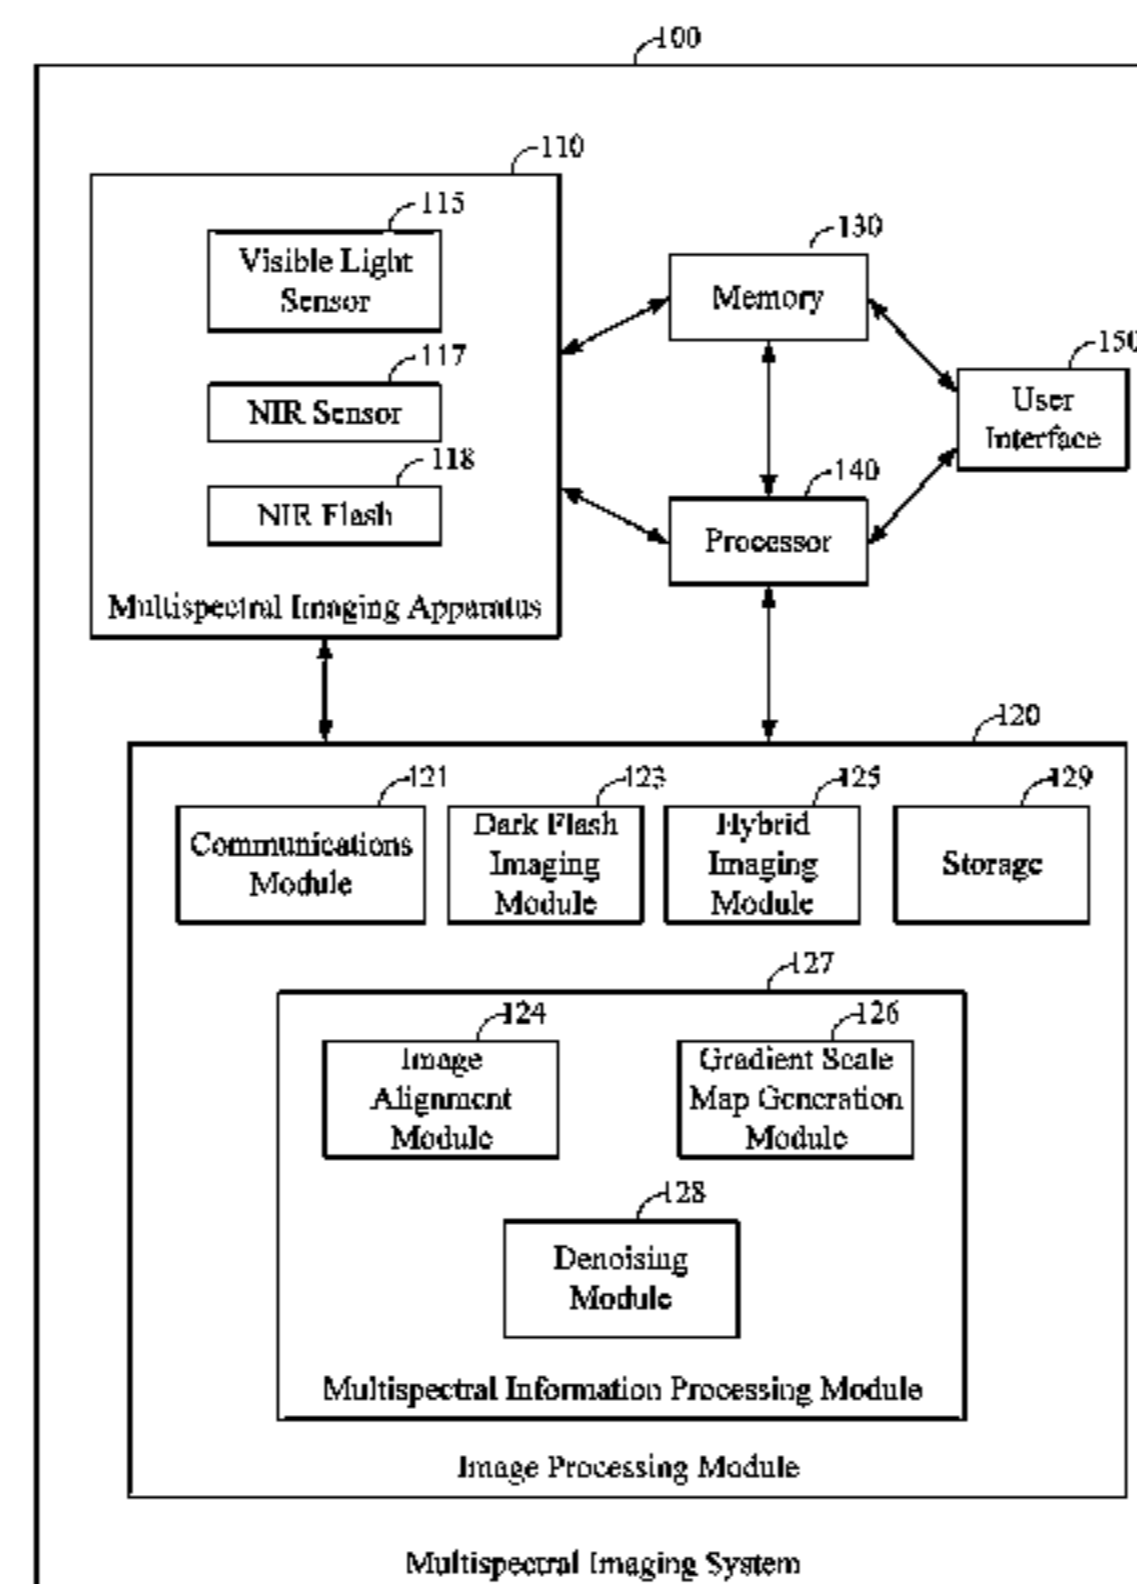 100
110
115
Visible Light
Sensor
117
NIR Sensor
118
NIR Flash
Multispectral Imaging Apparatus
130
Memory
140
Processor
150
User
Interface
120
121
Communications
Module
123
Dark Flash
Imaging
Module
125
Hybrid
Imaging
Module
129
Storage
127
124
Image
Alignment
Module
126
Gradient Scale
Map Generation
Module
128
Denoising
Module
Multispectral Information Processing Module
Image Processing Module
Multispectral Imaging System